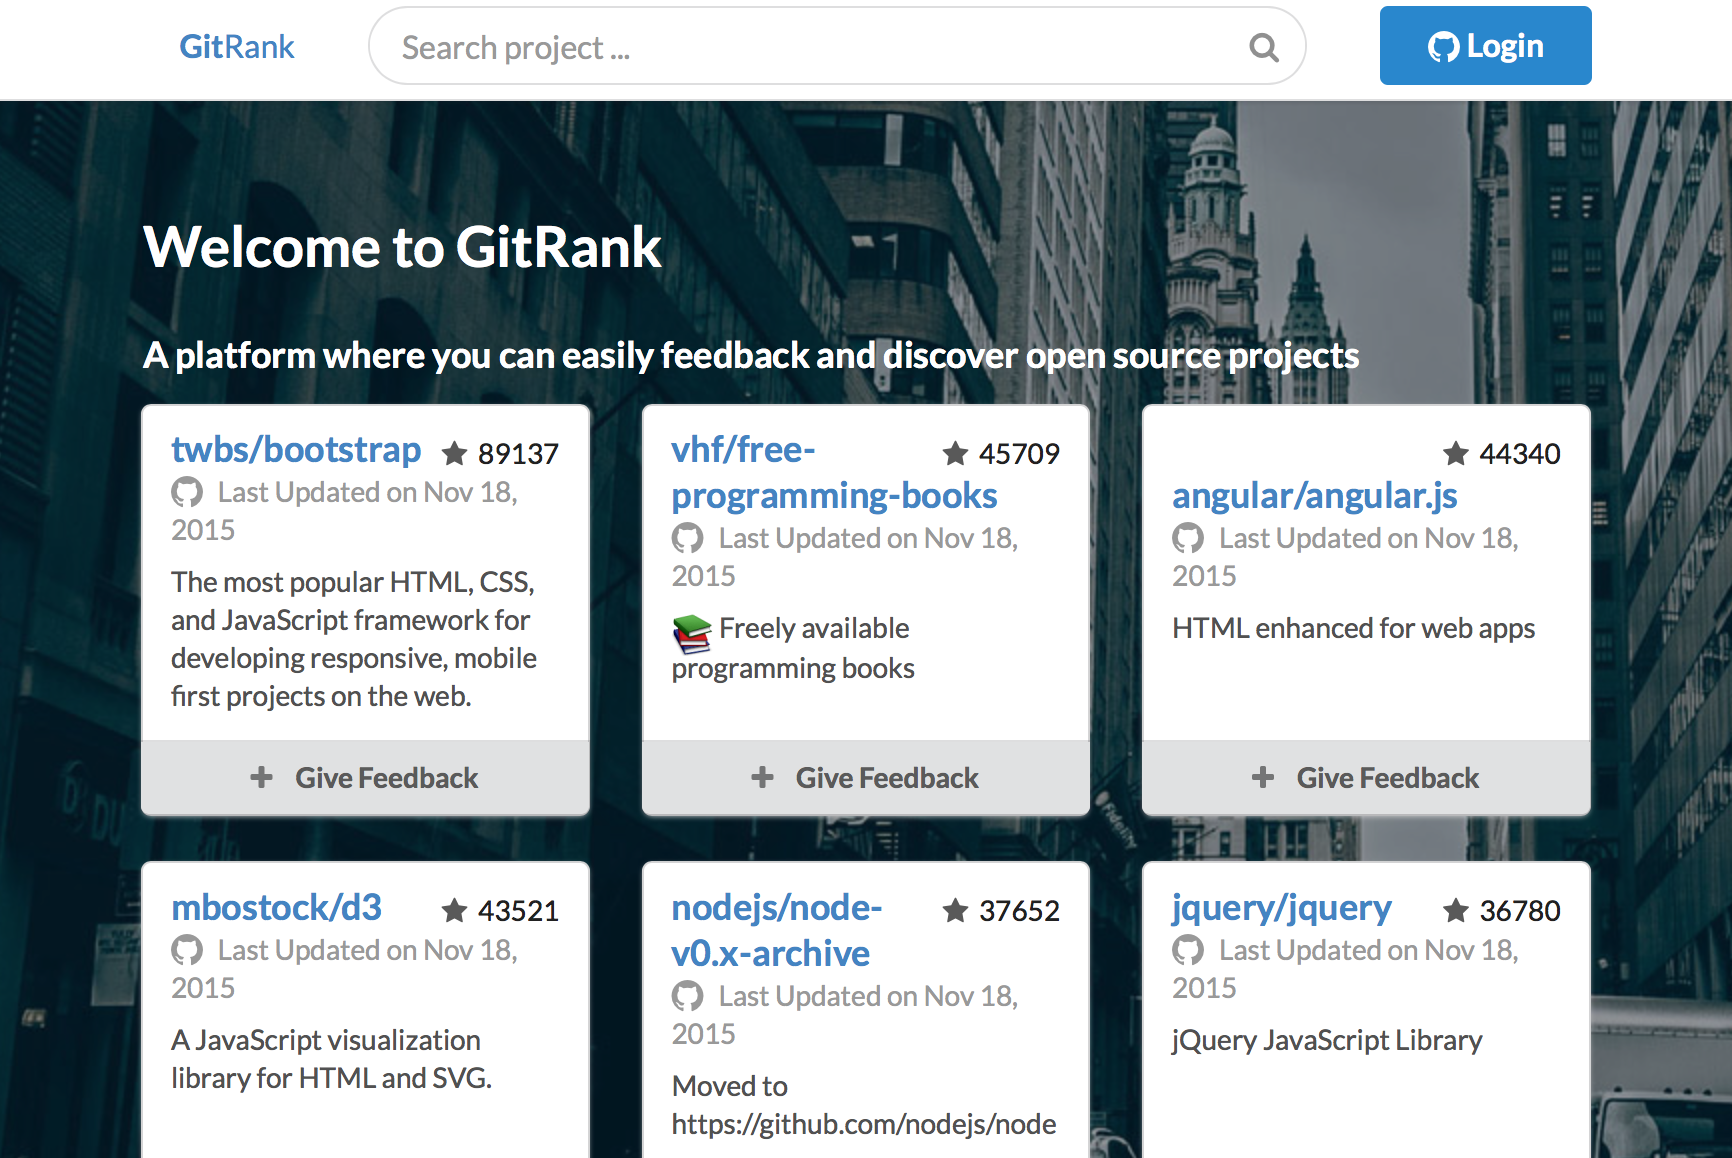 GitRank
Search project ...
Login
Welcome to GitRank
A platform where you can easily feedback and discover open source projects
twbs/bootstrap 89137
Last Updated on Nov 18,
2015
The most popular HTML, CSS,
and JavaScript framework for
developing responsive, mobile
first projects on the web.
Give Feedback
vhf/free- 45709
programming-books
Last Updated on Nov 18,
2015
Freely available
programming books
Give Feedback
44340
angular/angular.js
Last Updated on Nov 18,
2015
HTML enhanced for web apps
Give Feedback
Fidelity
mbostock/d3 43521
Last Updated on Nov 18,
2015
A JavaScript visualization
library for HTML and SVG.
nodejs/node- 37652
v0.x-archive
Last Updated on Nov 18,
2015
Moved to
https://github.com/nodejs/node
jquery/jquery 36780
Last Updated on Nov 18,
2015
jQuery JavaScript Library